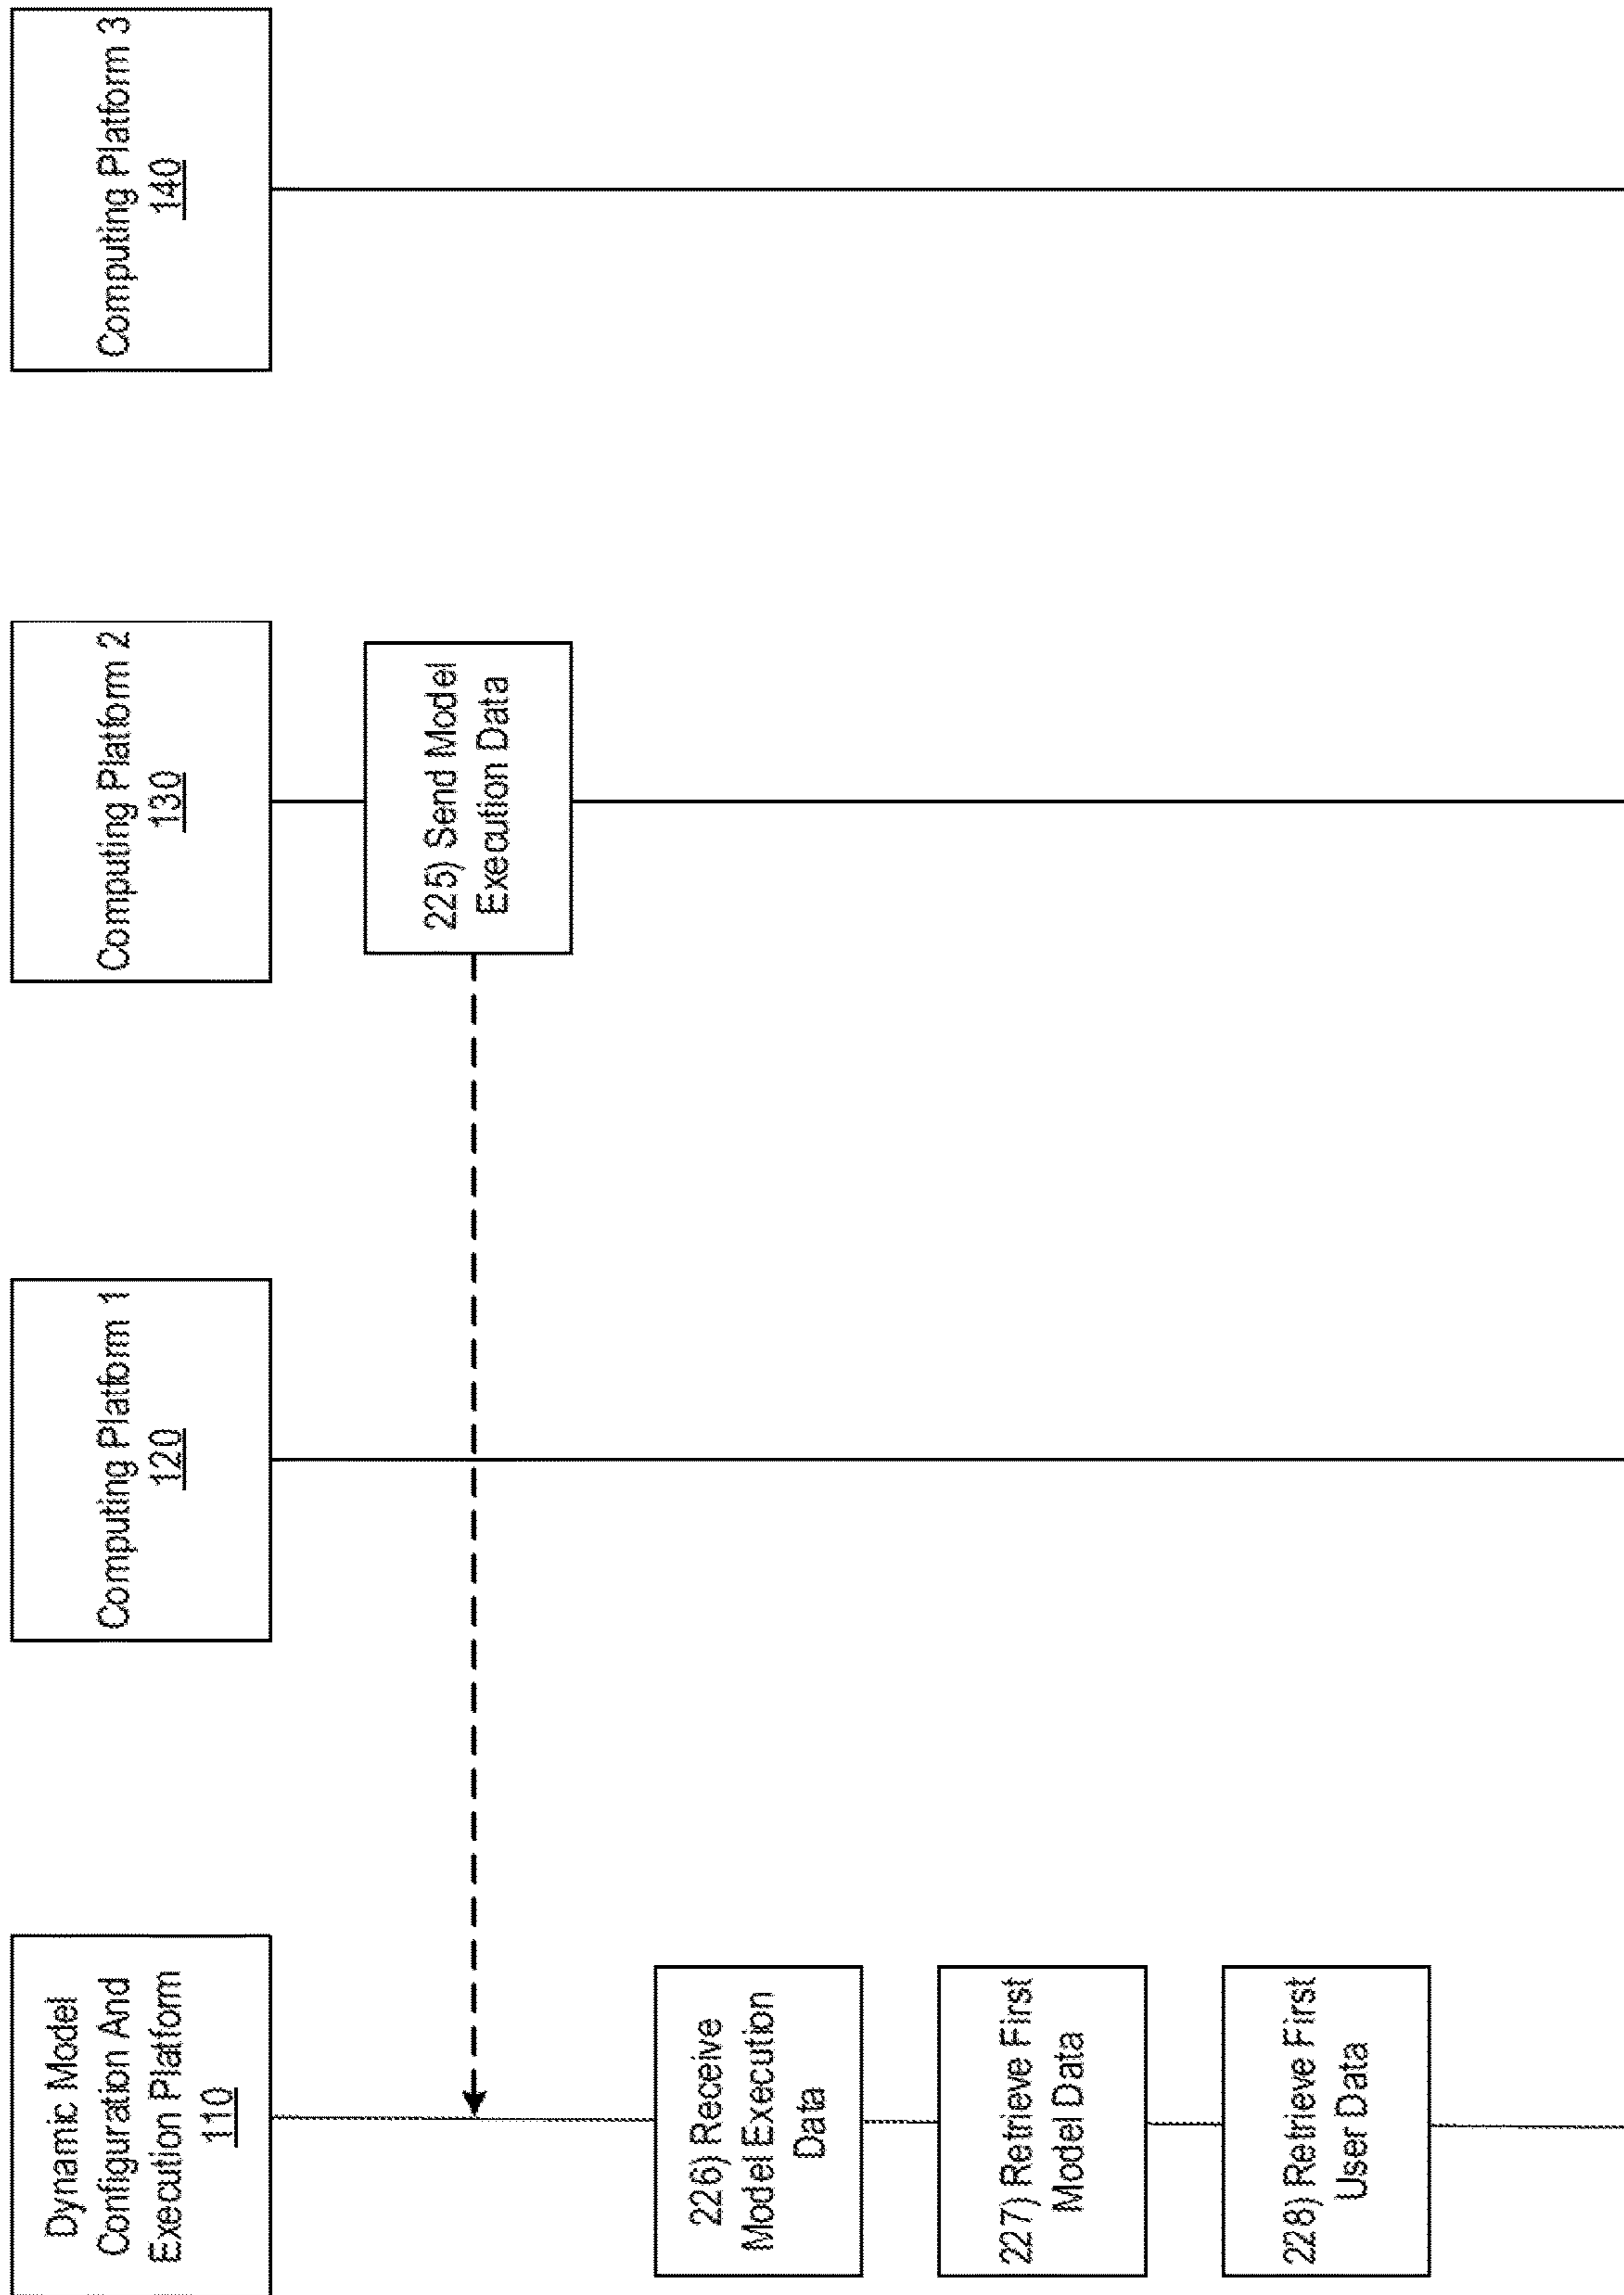 Dynamic Model
Configuration And
Execution Platform
110
Computing Platform 1
120
Computing Platform 2
130
Computing Platform 3
140
225) Send Model
Execution Data
226) Receive
Model Execution
Data
227) Retrieve First
Model Data
228) Retrieve First
User Data